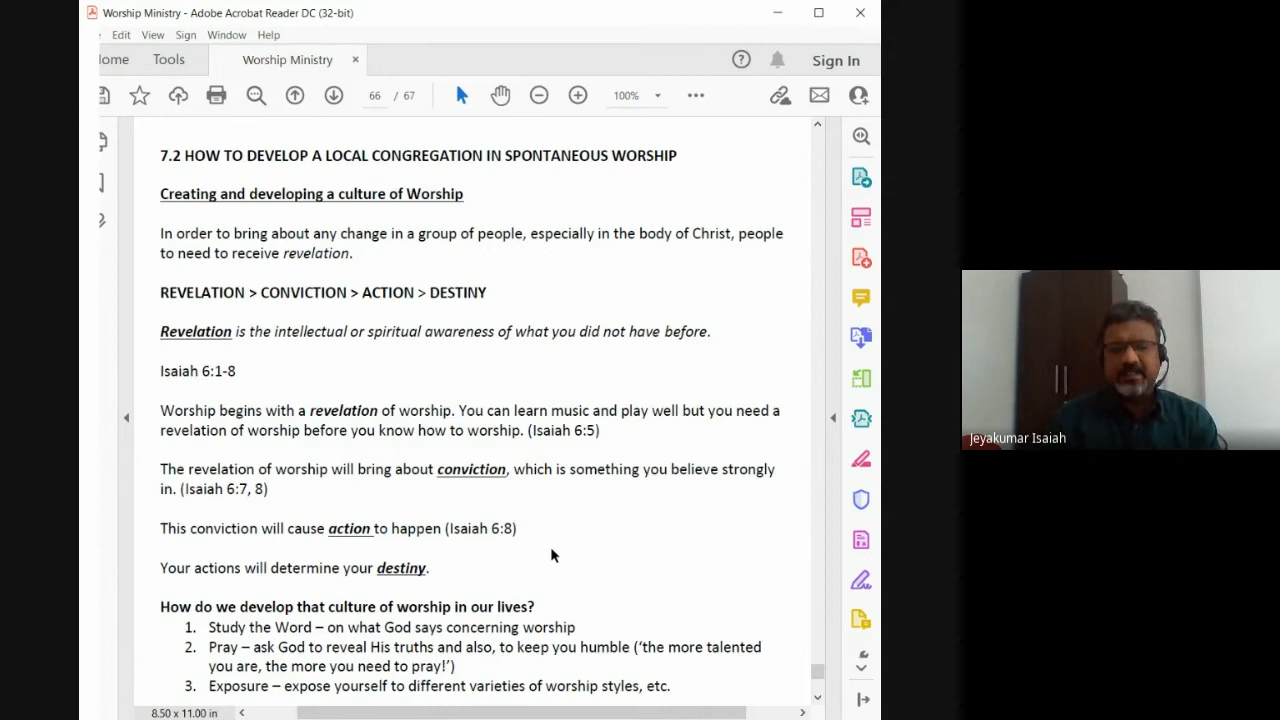 Worship Ministry - Adobe Acrobat Reader DC (32-bit)
Edit View Sign Window Help
ome Tools Worship Ministry × Sign In
66 / 67 100%
7.2 HOW TO DEVELOP A LOCAL CONGREGATION IN SPONTANEOUS WORSHIP
Creating and developing a culture of Worship
In order to bring about any change in a group of people, especially in the body of Christ, people
to need to receive revelation.
REVELATION > CONVICTION > ACTION > DESTINY
Revelation is the intellectual or spiritual awareness of what you did not have before.
Isaiah 6:1-8
Worship begins with a revelation of worship. You can learn music and play well but you need a
revelation of worship before you know how to worship. (Isaiah 6:5)
The revelation of worship will bring about conviction, which is something you believe strongly
in. (Isaiah 6:7, 8)
This conviction will cause action to happen (Isaiah 6:8)
Your actions will determine your destiny.
How do we develop that culture of worship in our lives?
1. Study the Word – on what God says concerning worship
2. Pray – ask God to reveal His truths and also, to keep you humble ('the more talented
you are, the more you need to pray!')
3. Exposure – expose yourself to different varieties of worship styles, etc.
8.50 x 11.00 in
Jeyakumar Isaiah